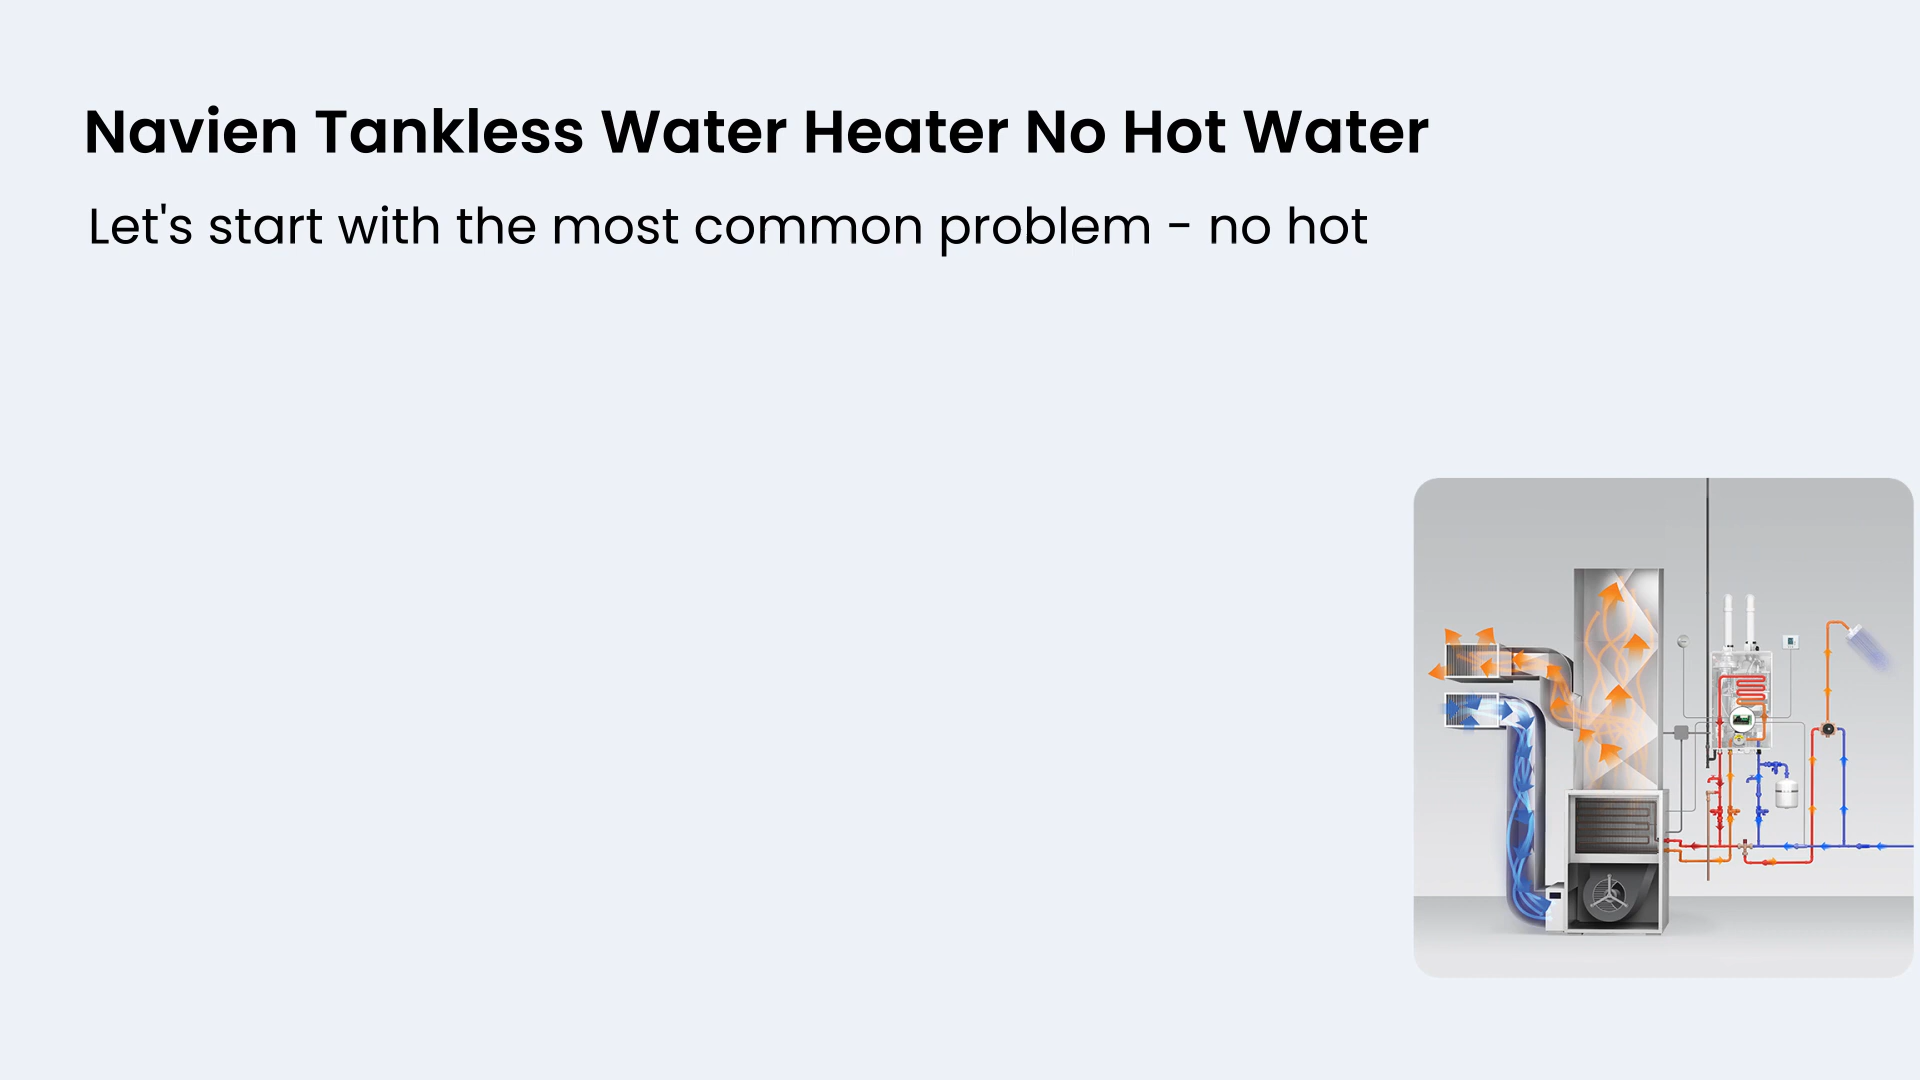 Navien Tankless Water Heater No Hot Water
Let's start with the most common problem - no hot